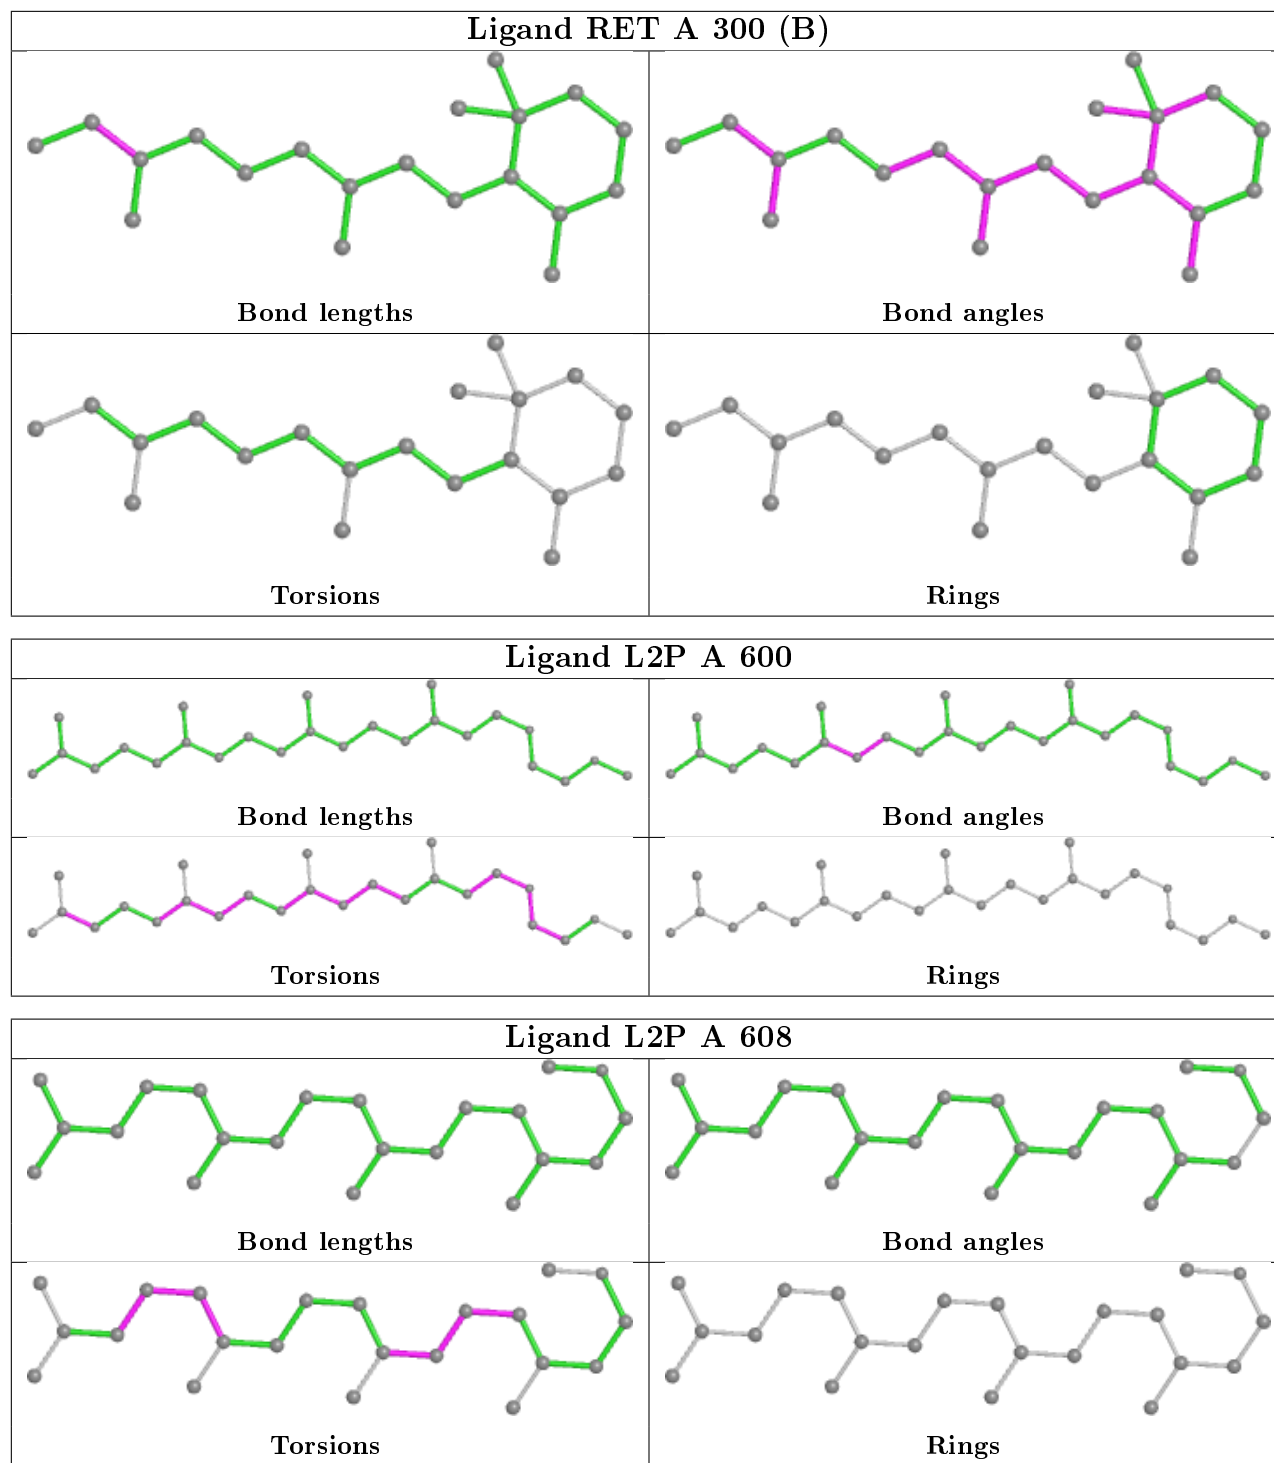 Ligand RET A 300 (B)
Bond lengths
Bond angles
Torsions
Rings
Ligand L2P A 600
Bond lengths
Bond angles
Torsions
Rings
Ligand L2P A 608
Bond lengths
Bond angles
Torsions
Rings